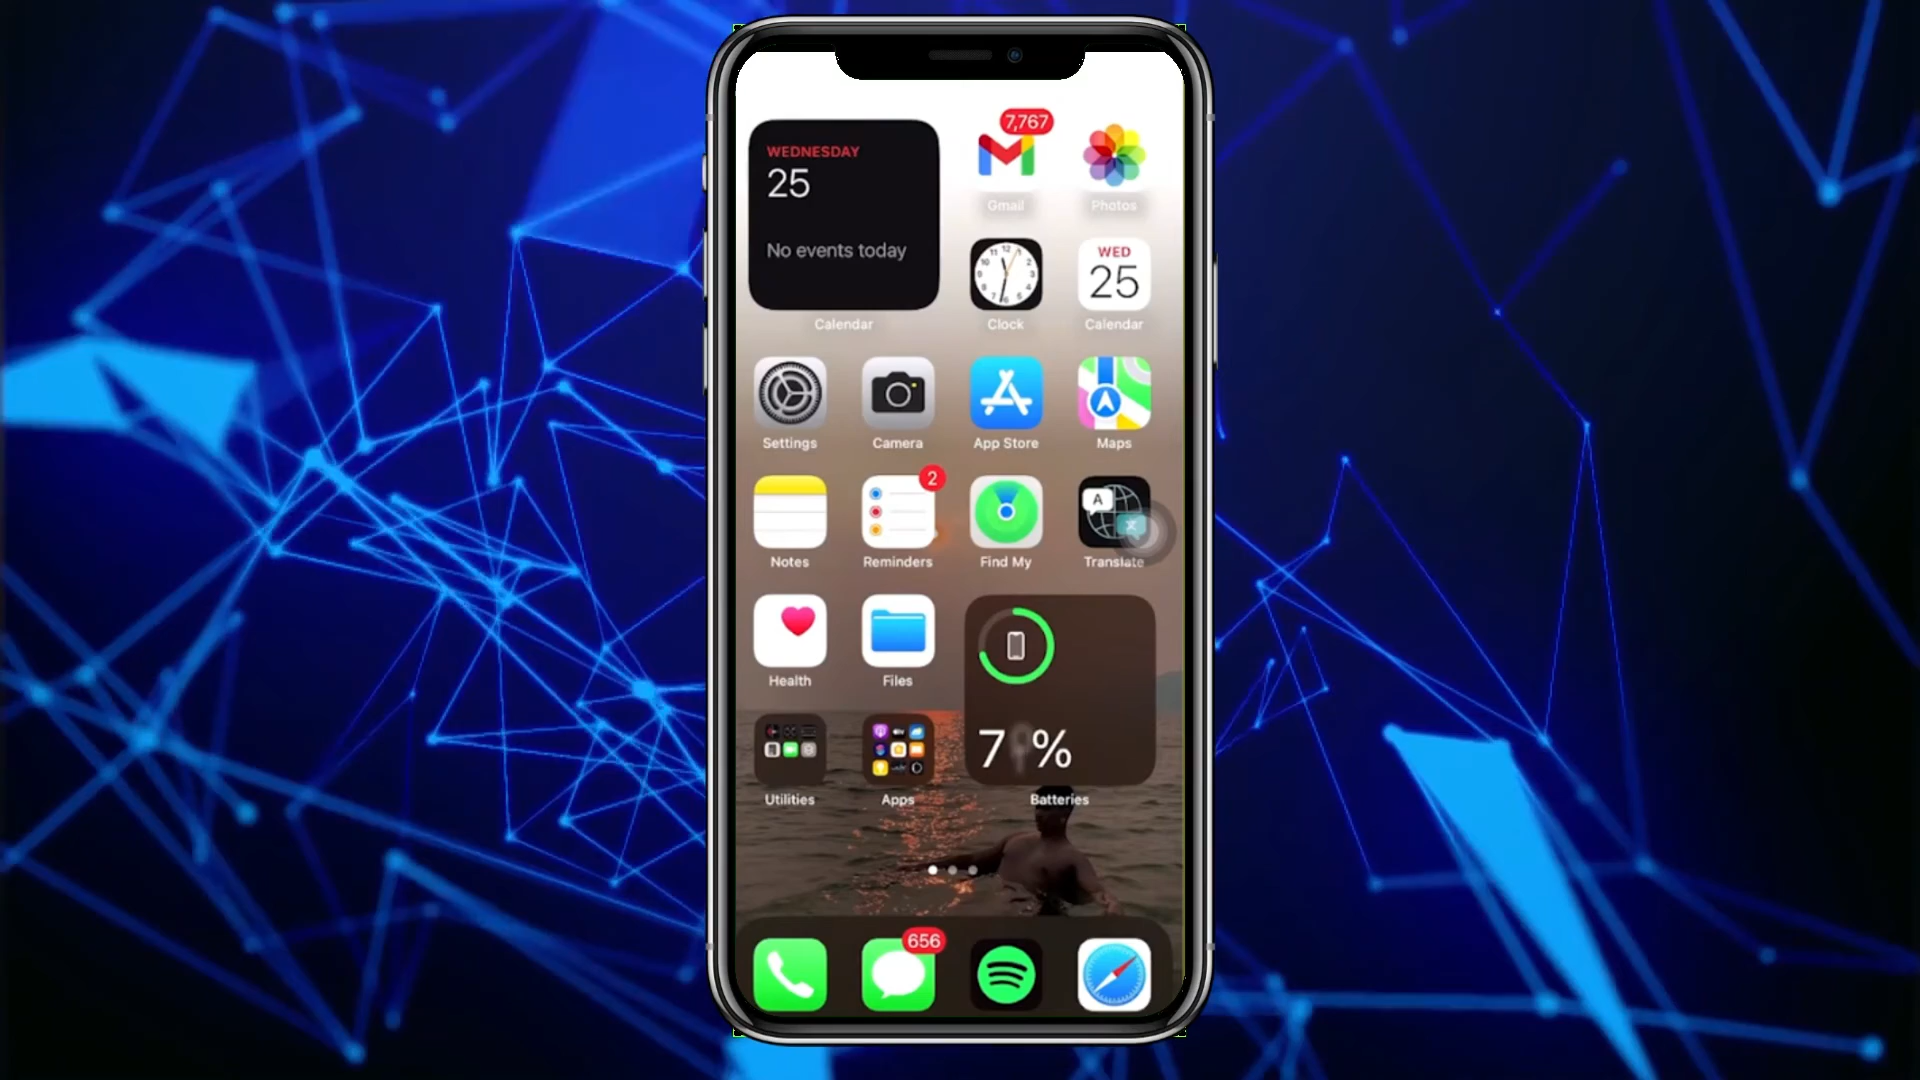 7,767
WEDNESDAY
25
No events today
Calendar
Gmail
Photos
WED
25
Clock
Calendar
Settings
Camera
App Store
Maps
2
A
Notes
Reminders
Find My
Translate
Health
Files
Utilities
Apps
Batteries
656